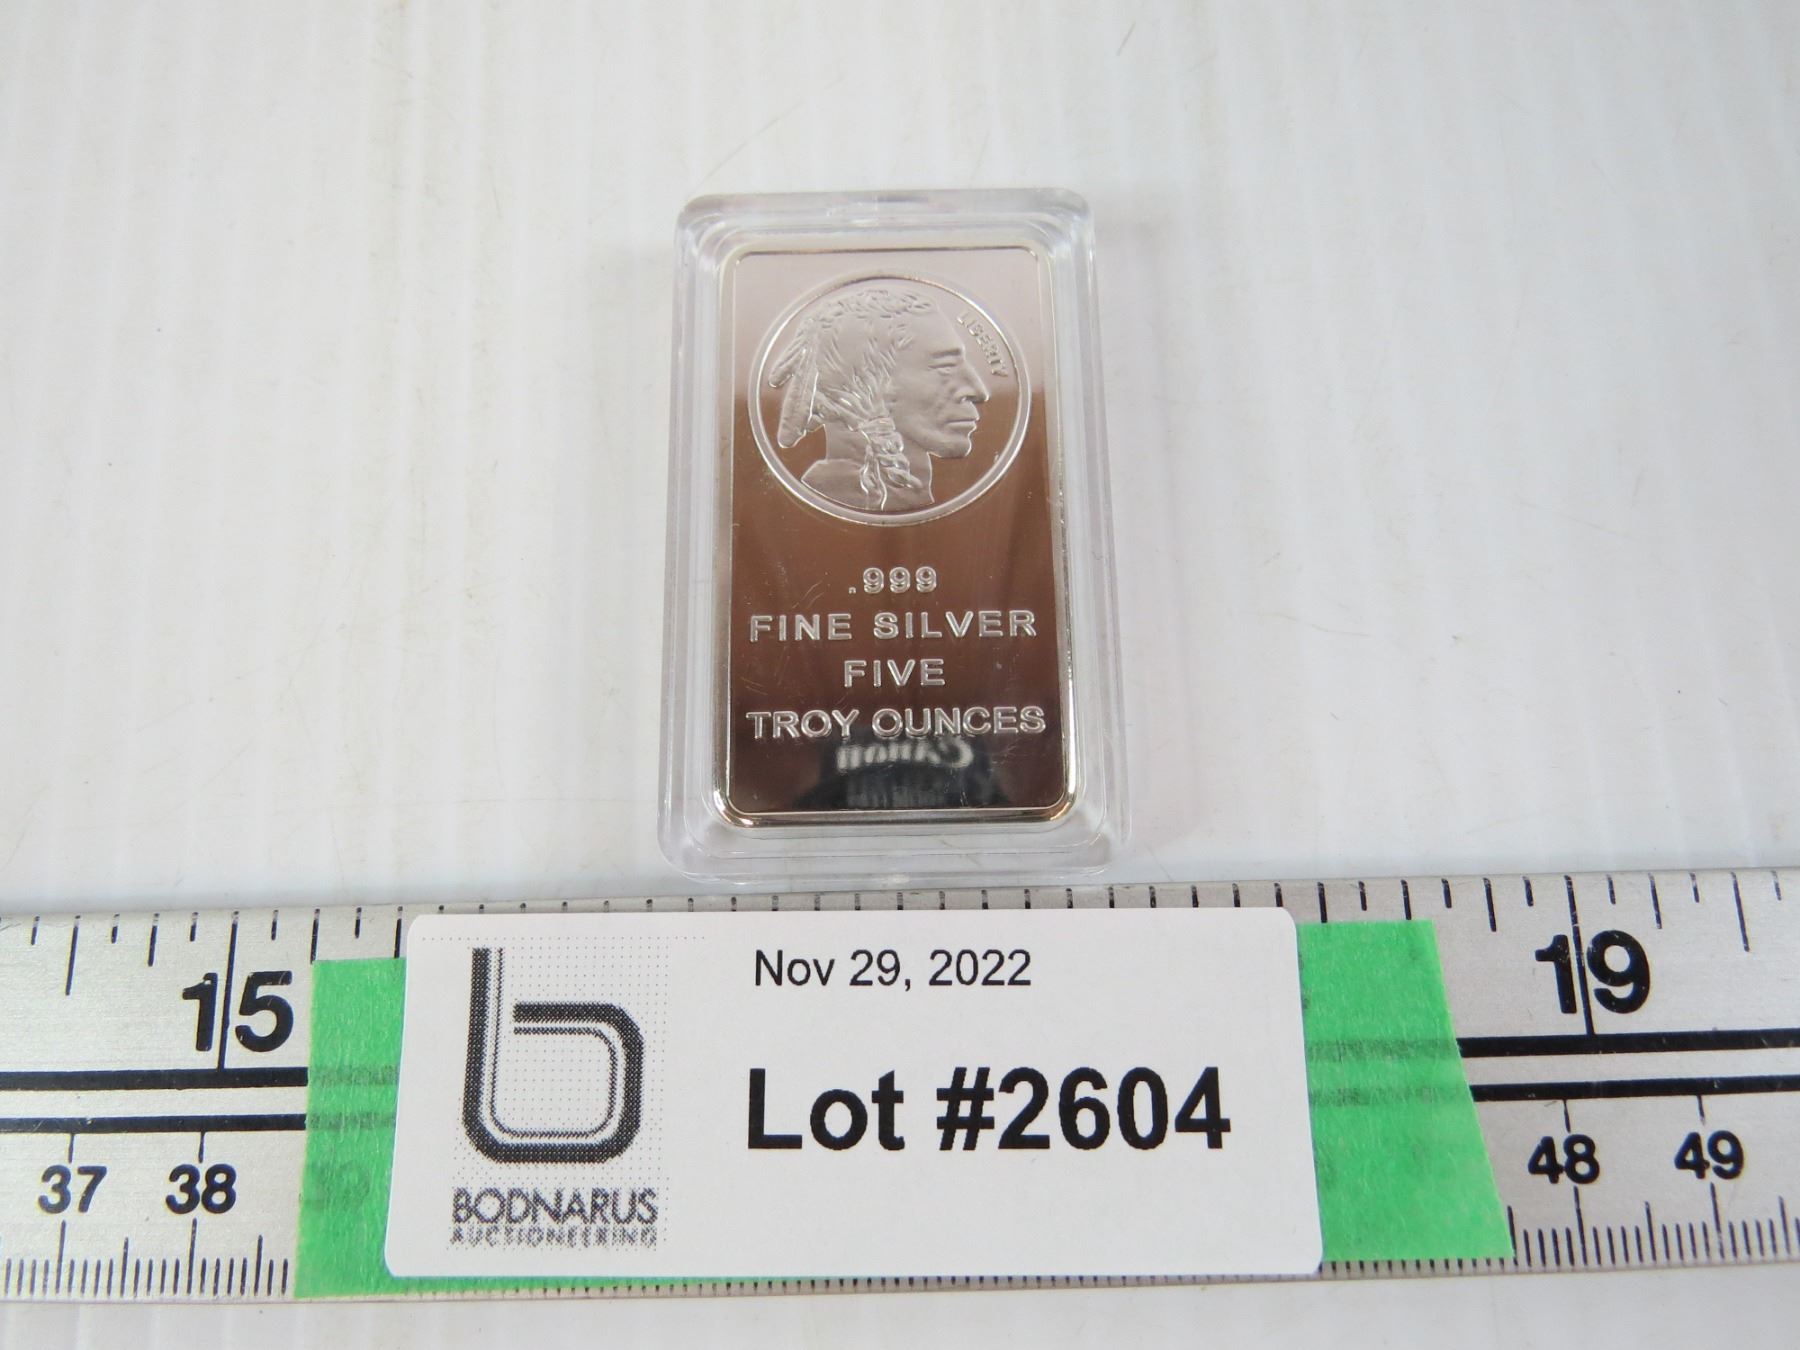 LIBERTY
.999
FINE SILVER
FIVE
TROY OUNCES
Canon
15
19
Nov 29, 2022
Lot #2604
BODNARUS
AUCTIONEERING
37 38 48 49